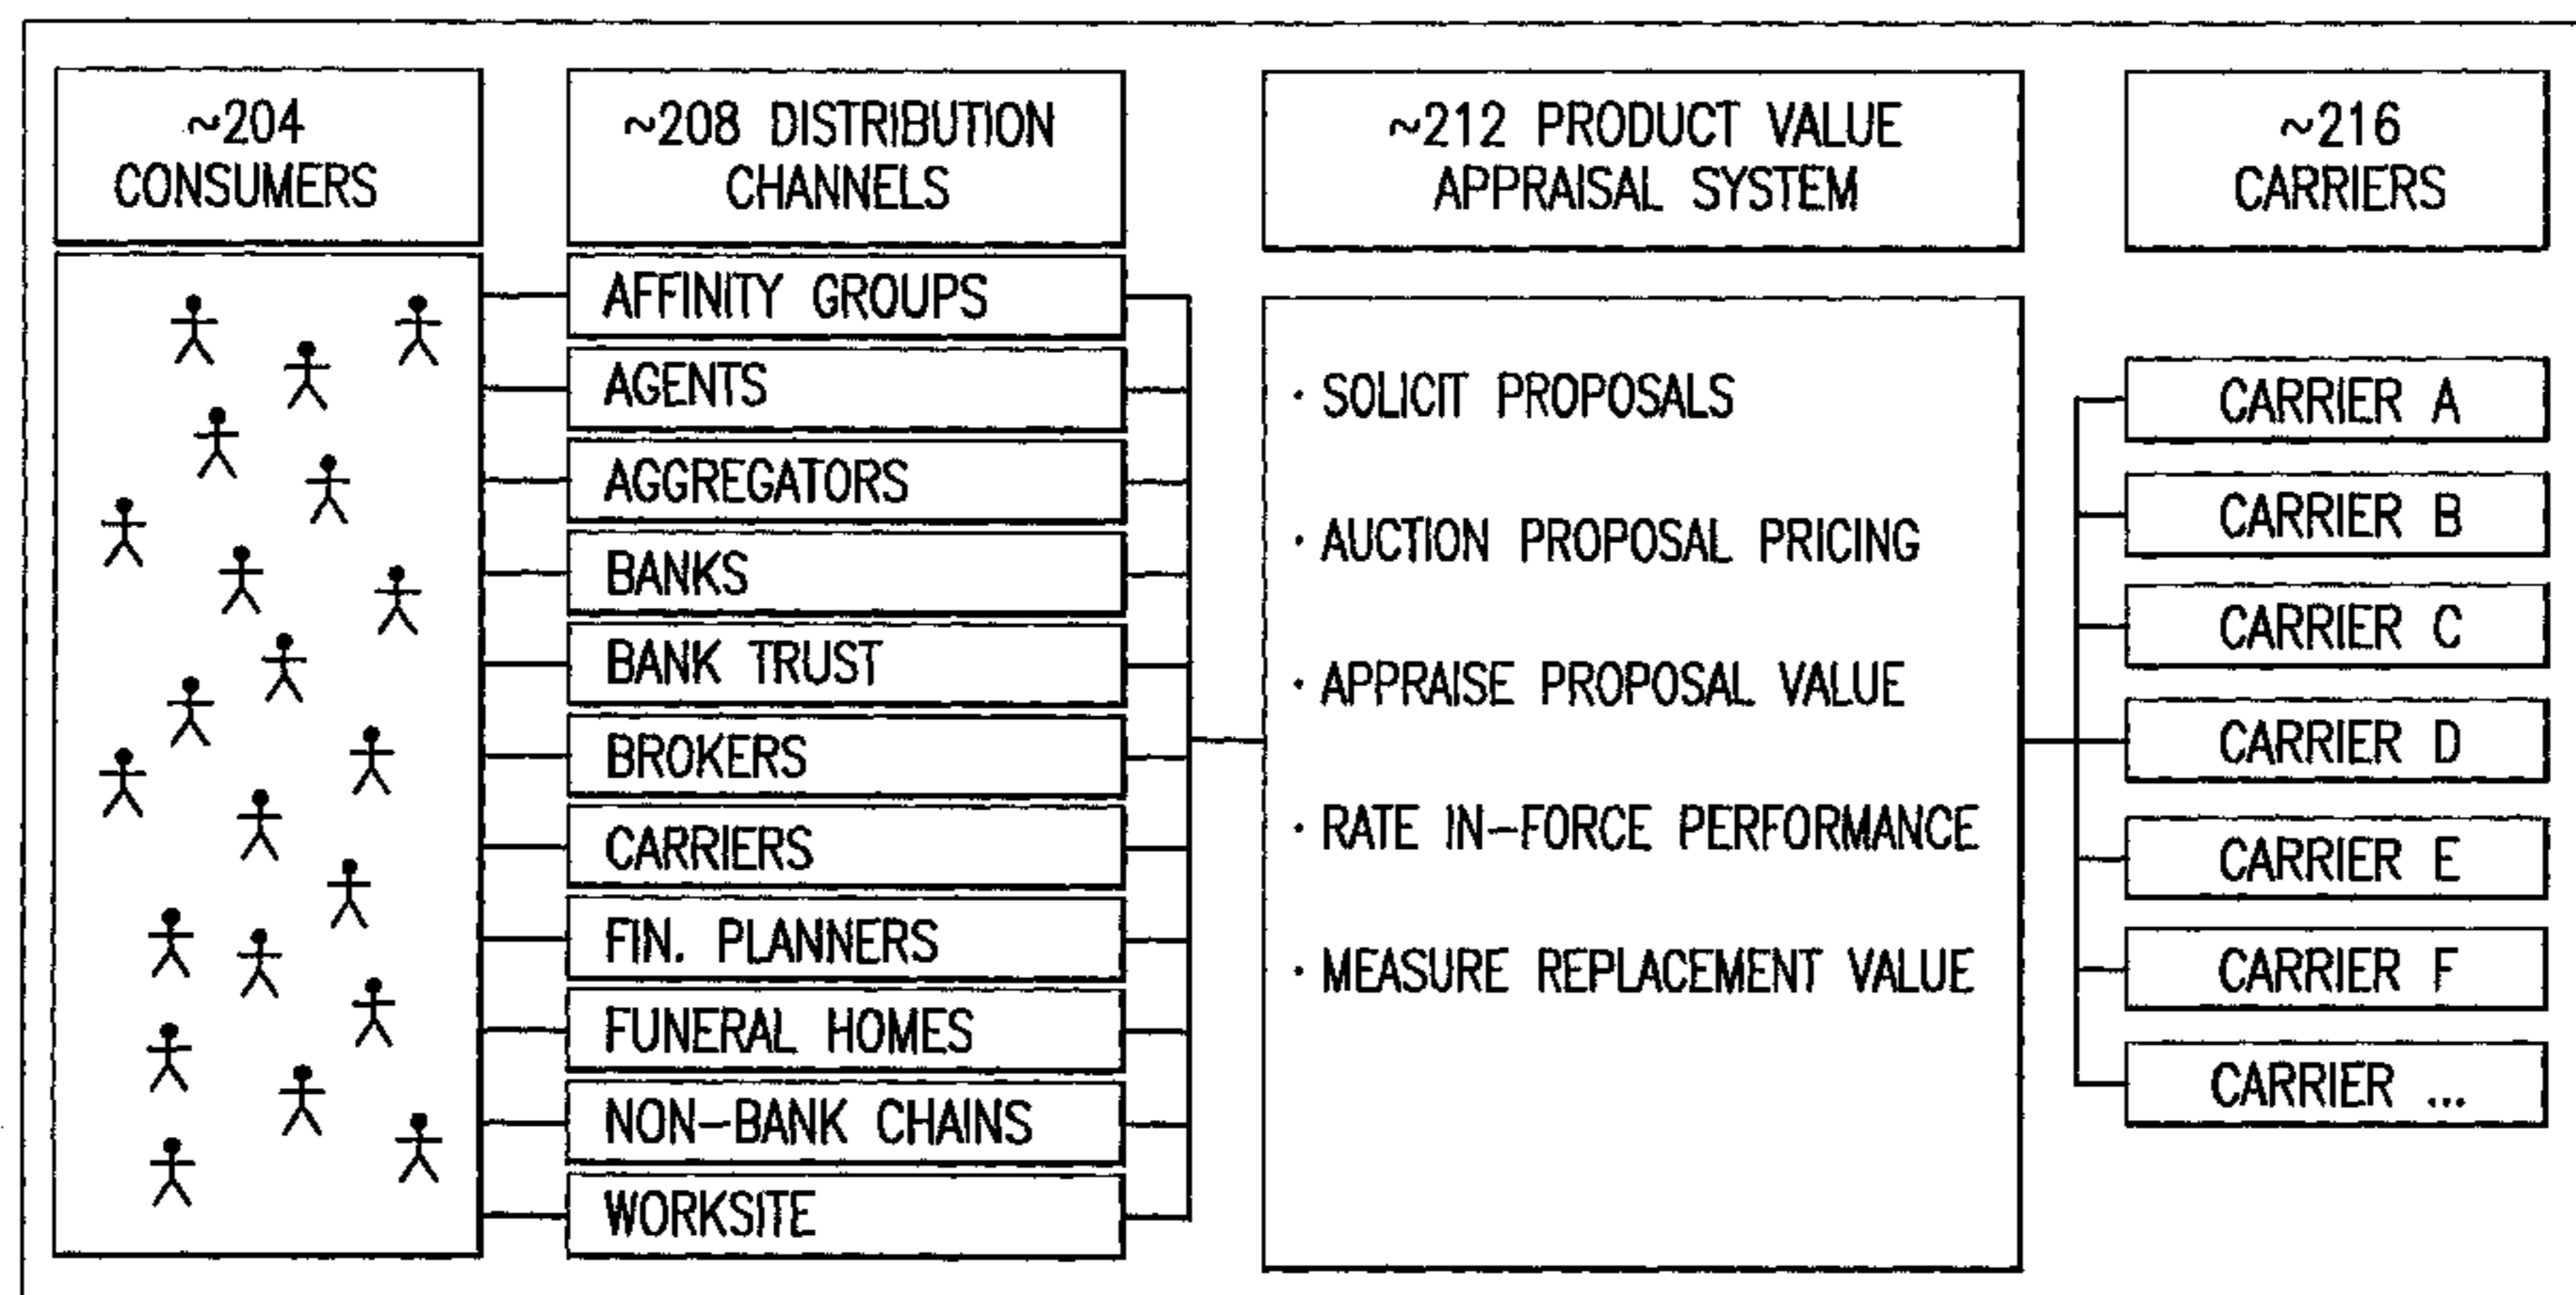 ~204
CONSUMERS
~208 DISTRIBUTION
CHANNELS
~212 PRODUCT VALUE
APPRAISAL SYSTEM
~216
CARRIERS
AFFINITY GROUPS
AGENTS
AGGREGATORS
BANKS
BANK TRUST
BROKERS
CARRIERS
FIN. PLANNERS
FUNERAL HOMES
NON-BANK CHAINS
WORKSITE
· SOLICIT PROPOSALS
· AUCTION PROPOSAL PRICING
· APPRAISE PROPOSAL VALUE
· RATE IN-FORCE PERFORMANCE
· MEASURE REPLACEMENT VALUE
CARRIER A
CARRIER B
CARRIER C
CARRIER D
CARRIER E
CARRIER F
CARRIER ...